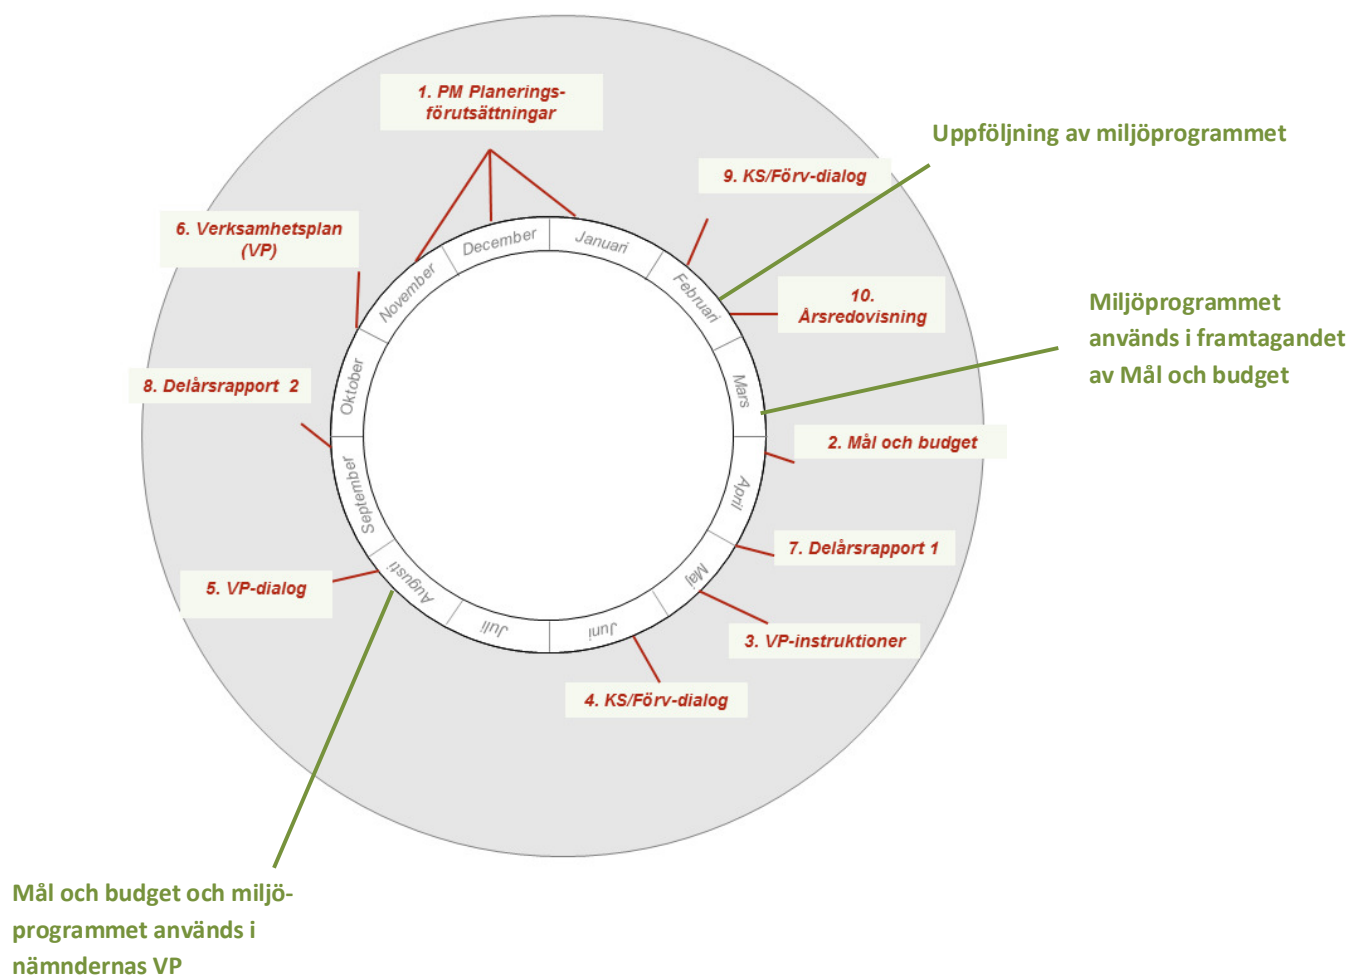 1. PM Planerings-
förutsättningar
Uppföljning av miljöprogrammet
9. KS/Förv-dialog
6. Verksamhetsplan
(VP)
December
Januari
November
Februari
10.
Årsredovisning
Miljöprogrammet
används i framtagandet
av Mål och budget
8. Delårsrapport 2
Oktober
Mars
2. Mål och budget
September
April
7. Delårsrapport 1
5. VP-dialog
Augusti
Maj
Juli
Juni
3. VP-instruktioner
4. KS/Förv-dialog
Mål och budget och miljö-
programmet används i
nämndernas VP